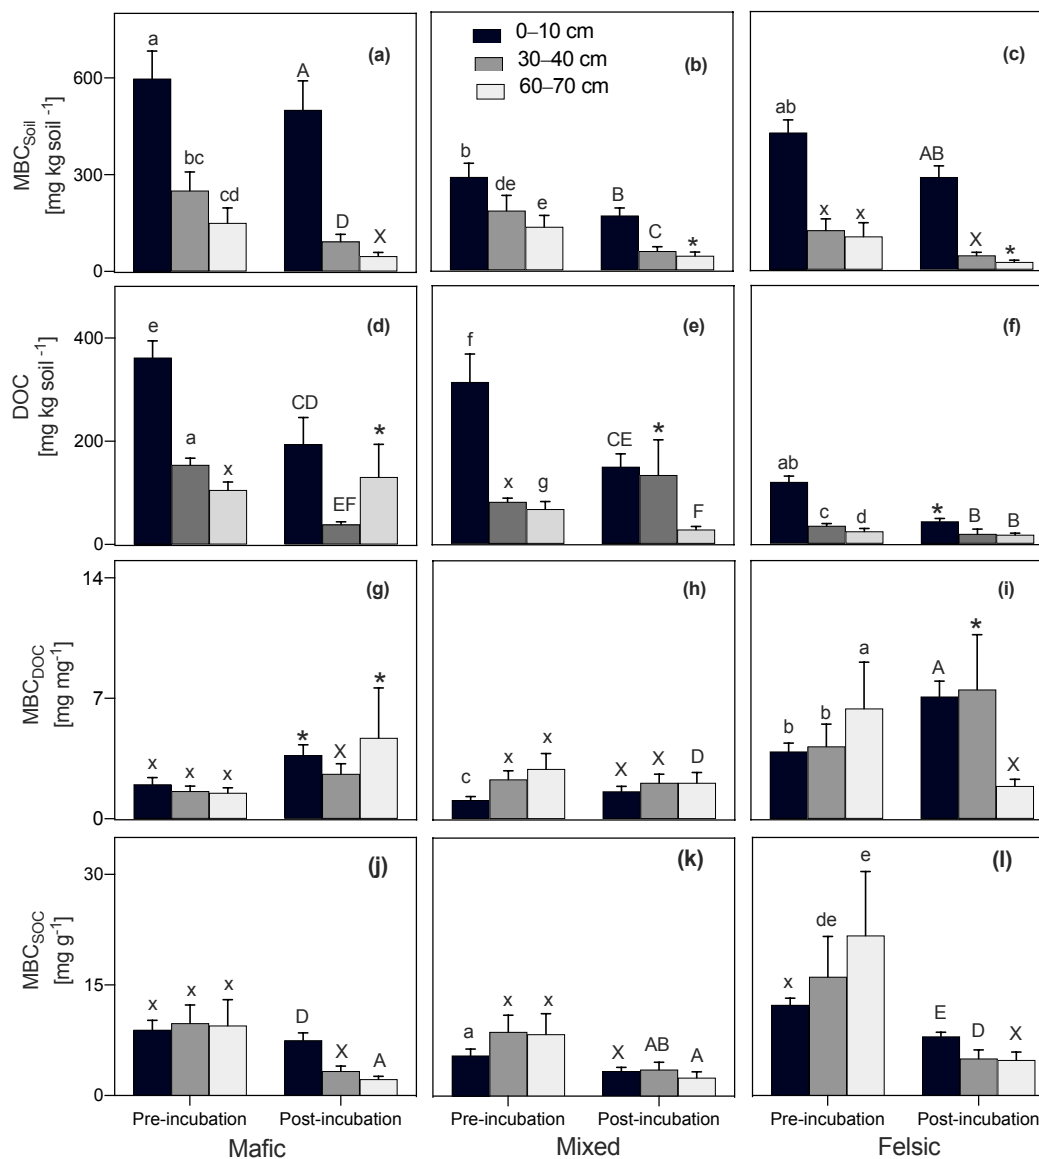 a
A
(a)
0–10 cm
30–40 cm
60–70 cm
(b)
(c)
600
300
0
MBC_Soil
[mg kg soil ⁻¹]
bc
cd
D
X
b
de
e
B
C
*
ab
x
x
AB
X
*
400
200
0
DOC
[mg kg soil ⁻¹]
e
a
x
CD
EF
*
(d)
f
x
g
CE
*
F
(e)
ab
c
d
*
B
B
(f)
14
7
0
MBC_DOC
[mg mg⁻¹]
x
x
x
*
X
*
(g)
c
x
x
X
X
D
(h)
b
b
a
A
*
X
(i)
30
15
0
MBC_SOC
[mg g⁻¹]
x
x
x
D
X
A
(j)
a
x
x
X
AB
A
(k)
x
de
e
E
D
X
(l)
Pre-incubation Post-incubation Pre-incubation Post-incubation Pre-incubation Post-incubation
Mafic Mixed Felsic